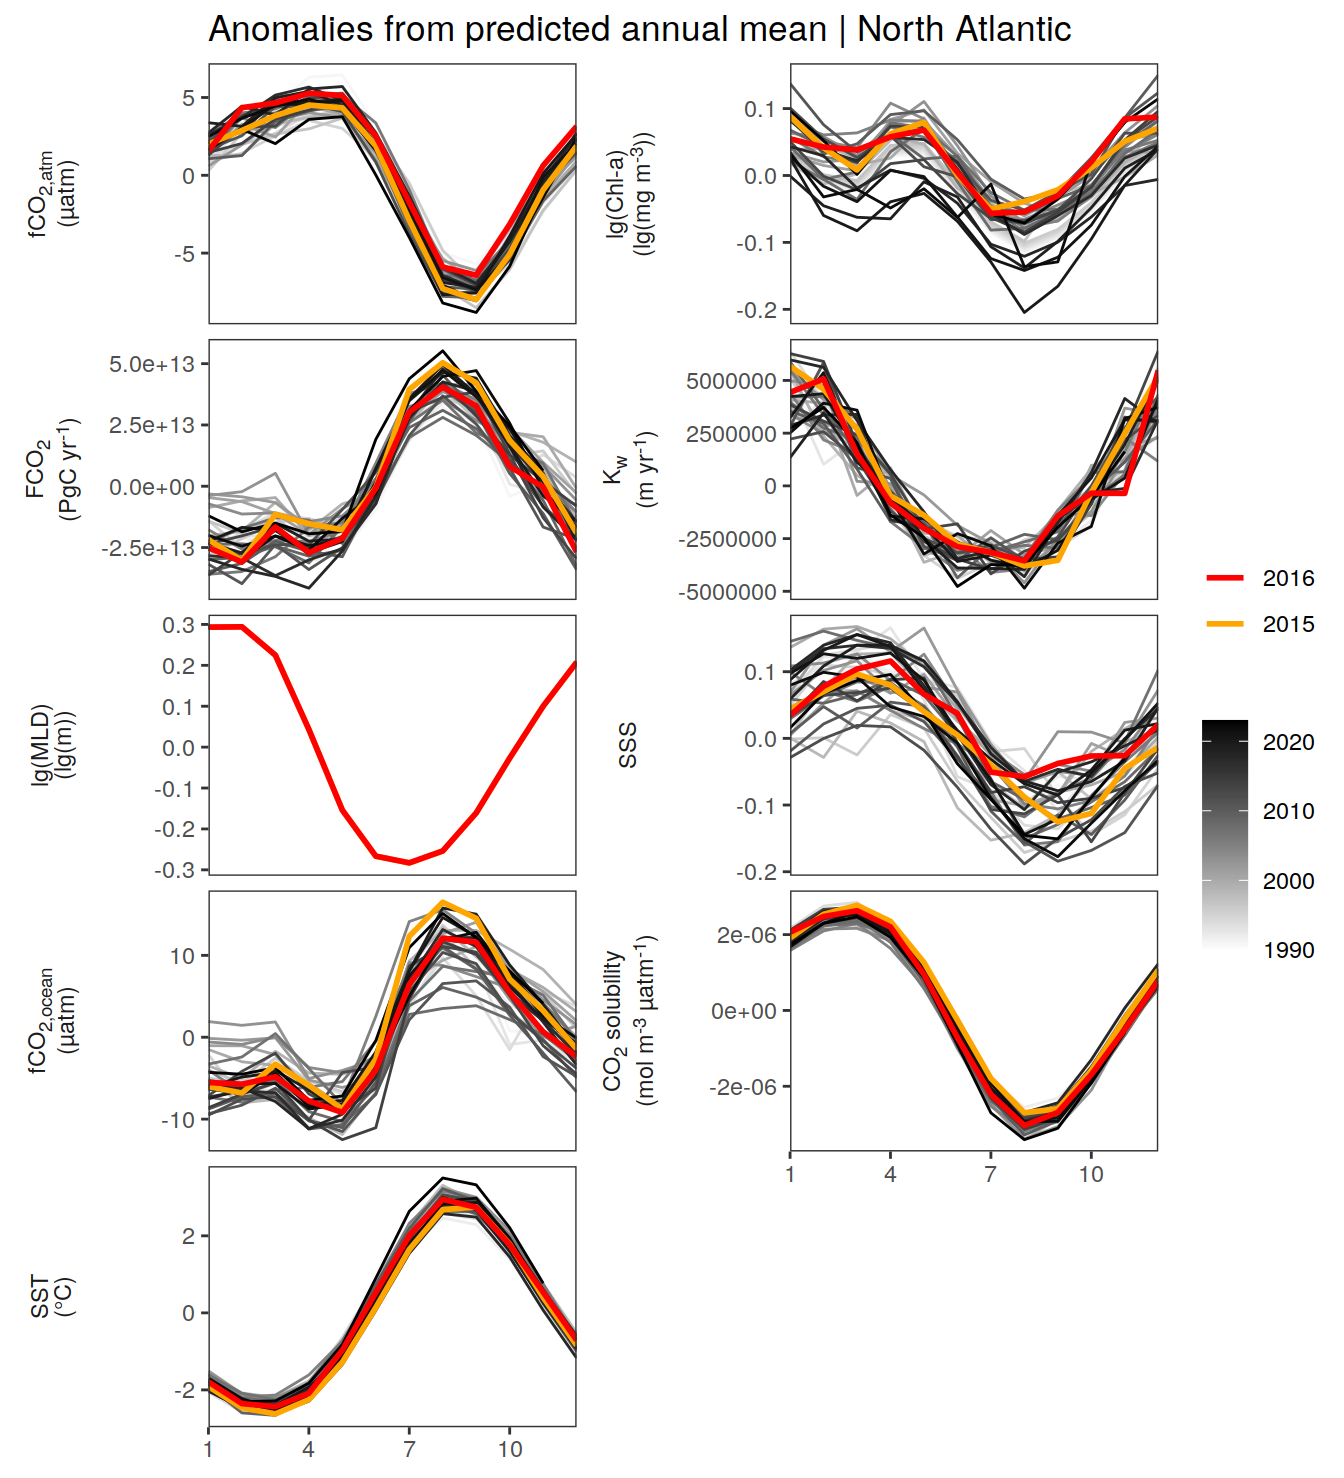 Anomalies from predicted annual mean | North Atlantic
fCO2,atm
(µatm)
5
0
-5
lg(Chl-a)
(lg(mg m-3))
0.1
0.0
-0.1
-0.2
FCO2
(PgC yr-1)
5.0e+13
2.5e+13
0.0e+00
-2.5e+13
Kw
(m yr-1)
5000000
2500000
0
-2500000
-5000000
lg(MLD)
(lg(m))
0.3
0.2
0.1
0.0
-0.1
-0.2
-0.3
SSS
0.1
0.0
-0.1
-0.2
fCO2,ocean
(µatm)
10
0
-10
CO2 solubility
(mol m-3 µatm-1)
2e-06
0e+00
-2e-06
1 4 7 10
SST
(°C)
2
0
-2
1 4 7 10
2016
2015
2020
2010
2000
1990